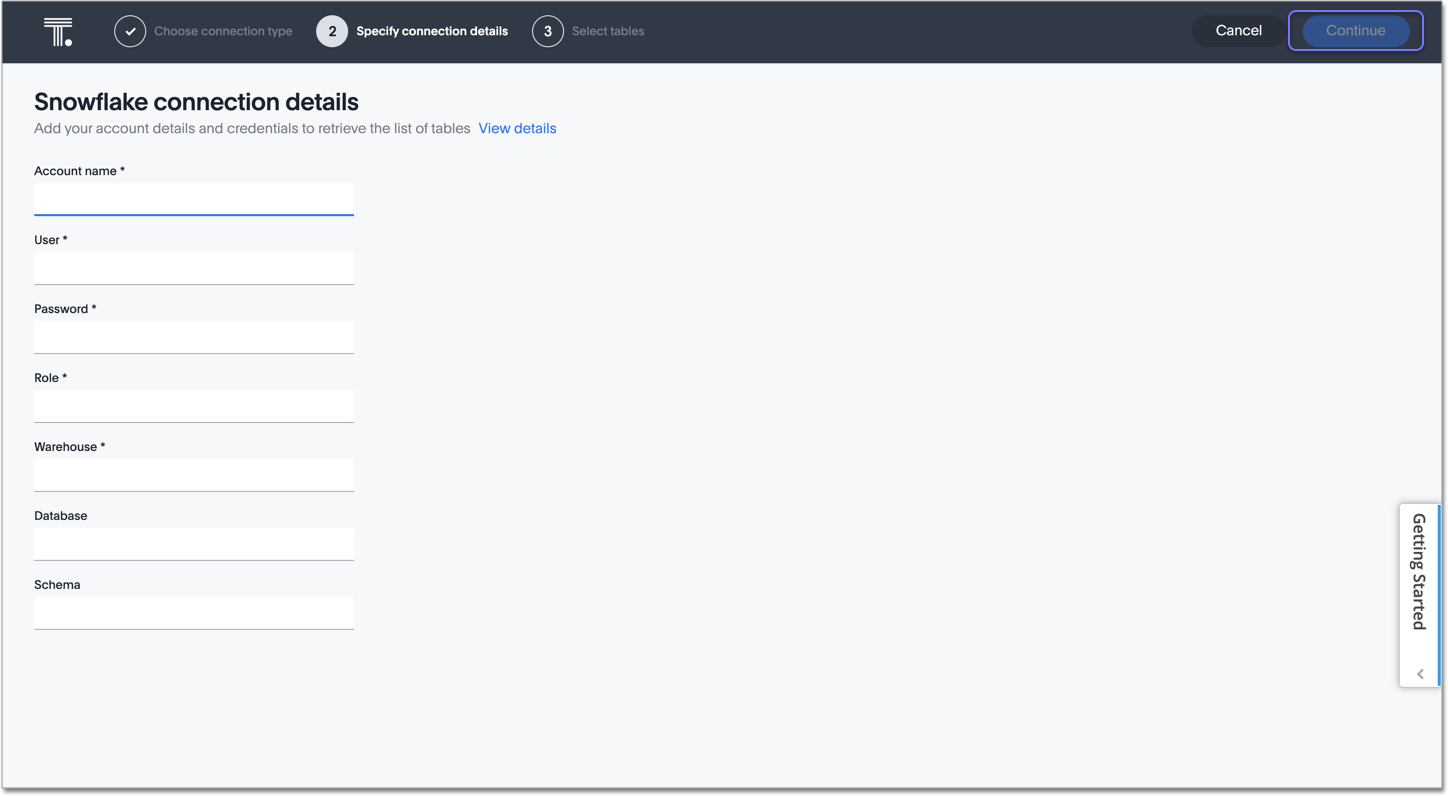 Choose connection type 2 Specify connection details 3 Select tables Cancel Continue
Snowflake connection details
Add your account details and credentials to retrieve the list of tables View details
Account name *
User *
Password *
Role *
Warehouse *
Database
Schema
Getting Started